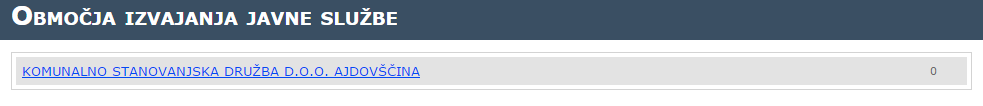 Območja izvajanja javne službe
KOMUNALNO STANOVANJSKA DRUŽBA D.O.O. AJDOVŠČINA 0